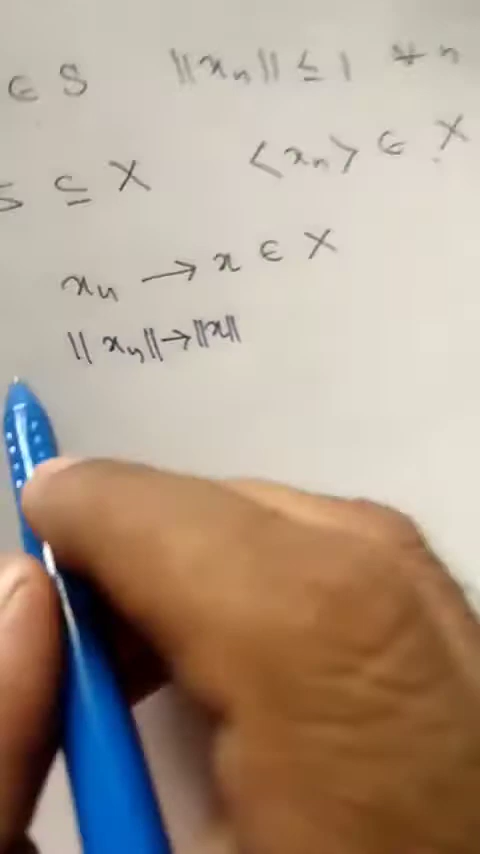 ∈ S ||xₙ|| ≤ 1 ∀ n
S ⊆ X <xₙ> ∈ X
xₙ → x ∈ X
||xₙ|| → ||x||